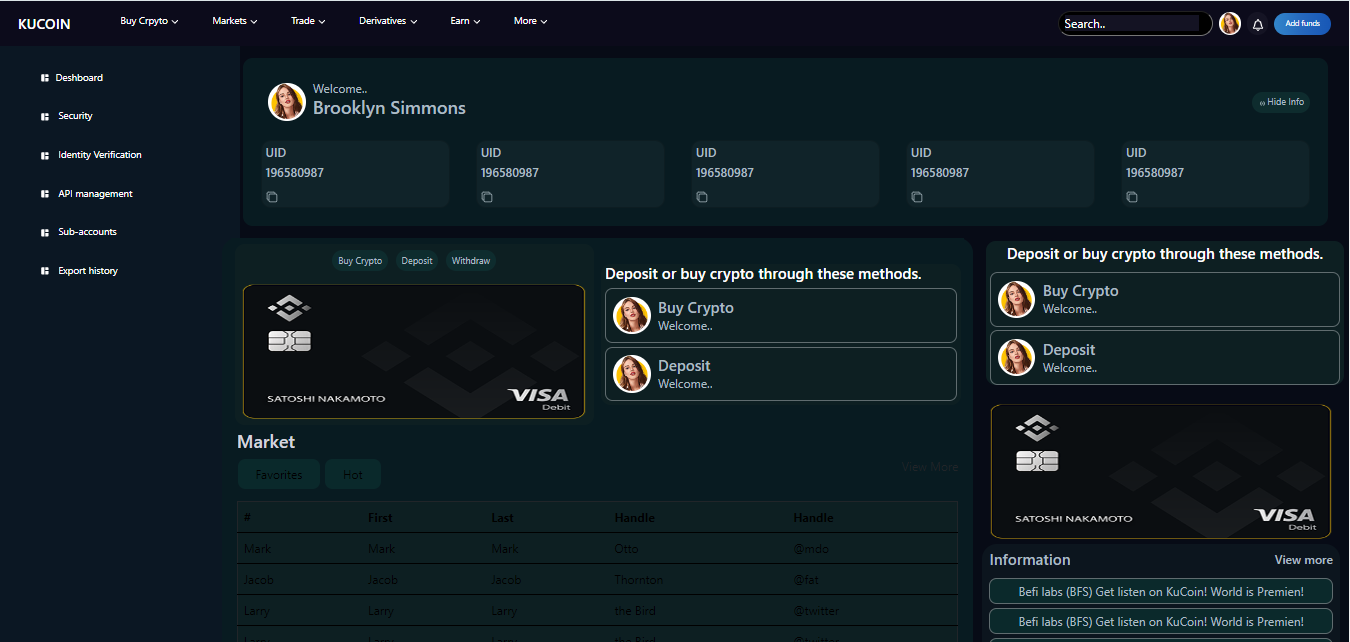 KUCOIN Buy Crpyto Markets Trade Derivatives Earn More Search.. Add funds
Deshboard
Security
Identity Verification
API management
Sub-accounts
Export history
Welcome..
Brooklyn Simmons
Hide Info
UID UID UID UID UID
196580987 196580987 196580987 196580987 196580987
Buy Crypto Deposit Withdraw
SATOSHI NAKAMOTO
VISA
Debit
Deposit or buy crypto through these methods.
Buy Crypto
Welcome..
Deposit
Welcome..
Market
Favorites Hot
View More
# First Last Handle Handle
Mark Mark Mark Otto @mdo
Jacob Jacob Jacob Thornton @fat
Larry Larry Larry the Bird @twitter
Larry Larry Larry the Bird @twitter
Deposit or buy crypto through these methods.
Buy Crypto
Welcome..
Deposit
Welcome..
SATOSHI NAKAMOTO
VISA
Debit
Information View more
Befi labs (BFS) Get listen on KuCoin! World is Premien!
Befi labs (BFS) Get listen on KuCoin! World is Premien!